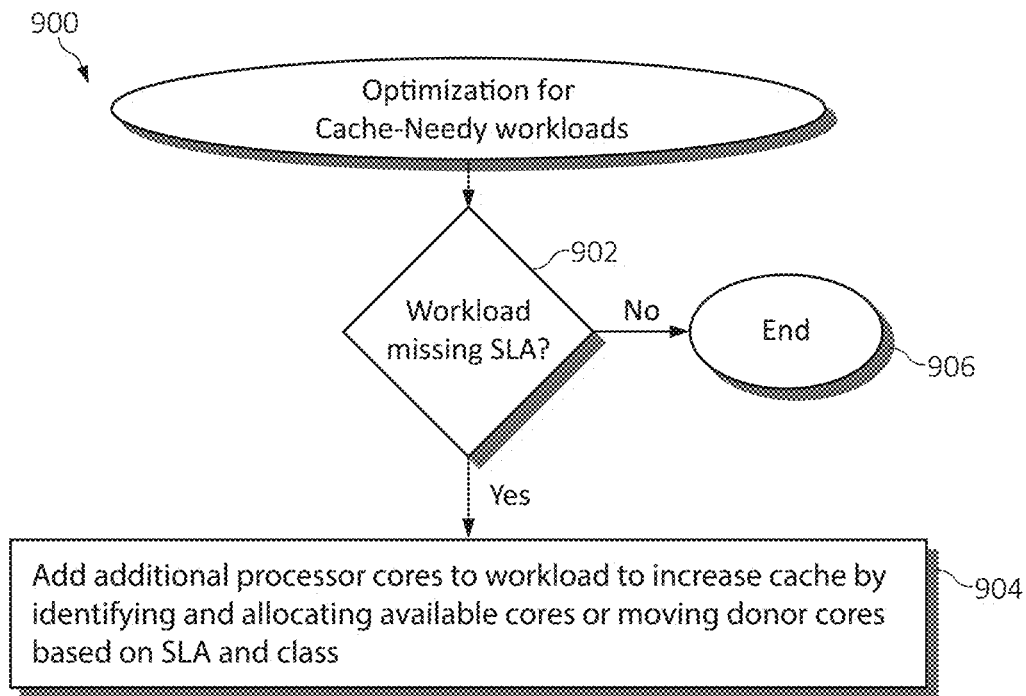 900
Optimization for
Cache-Needy workloads
902
Workload
missing SLA?
No
End
906
Yes
Add additional processor cores to workload to increase cache by
identifying and allocating available cores or moving donor cores
based on SLA and class
904